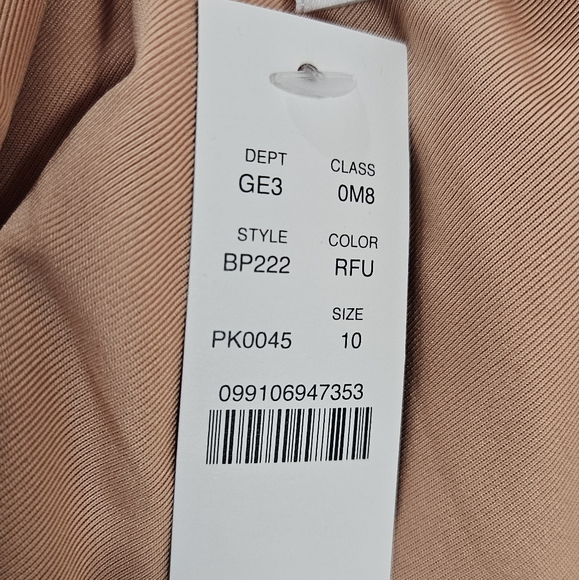 DEPT CLASS
GE3 0M8
STYLE COLOR
BP222 RFU
SIZE
PK0045 10
099106947353